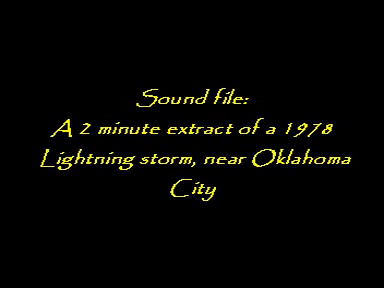 Sound file:
A 2 minute extract of a 1978
Lightning storm, near Oklahoma
City